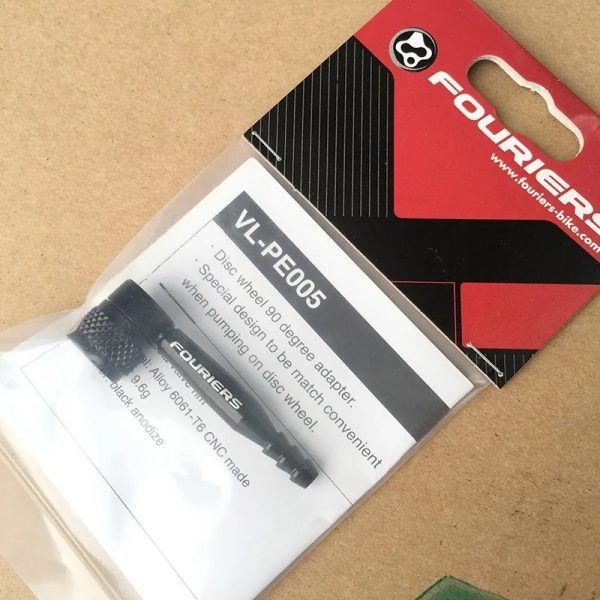 FOURIERS
www.fouriers-bike.com
VL-PE005
· Disc wheel 90 degree adapter.
· Special design to be match convenient
when pumping on disc wheel.
Alloy 6061-T6 CNC made
9.6g
black anodize
FOURIERS